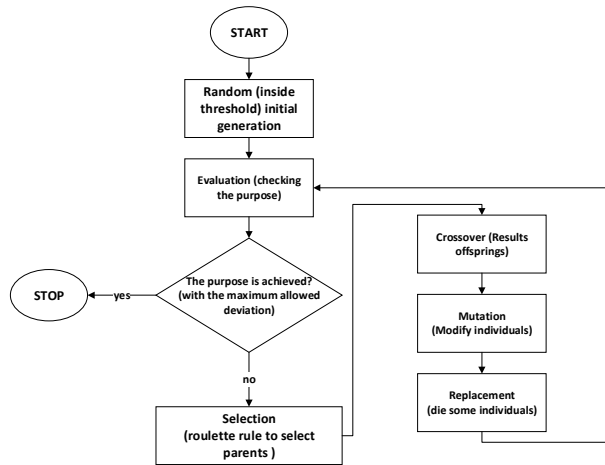 START
Random (inside
threshold) initial
generation
Evaluation (checking
the purpose)
The purpose is achieved?
(with the maximum allowed
deviation)
yes
STOP
no
Selection
(roulette rule to select
parents )
Crossover (Results
offsprings)
Mutation
(Modify individuals)
Replacement
(die some individuals)